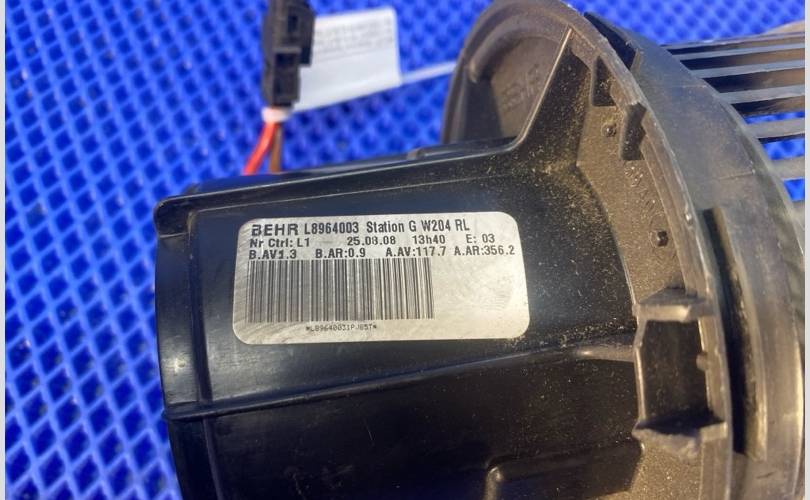 BEHR L8964003 Station G W204 RL
Nr Ctrl: L1 25.08.08 13h40 E: 03
B.AV1.3 B.AR:0.9 A.AV:117.7 A.AR:356.2
*L89640031PJ85T*